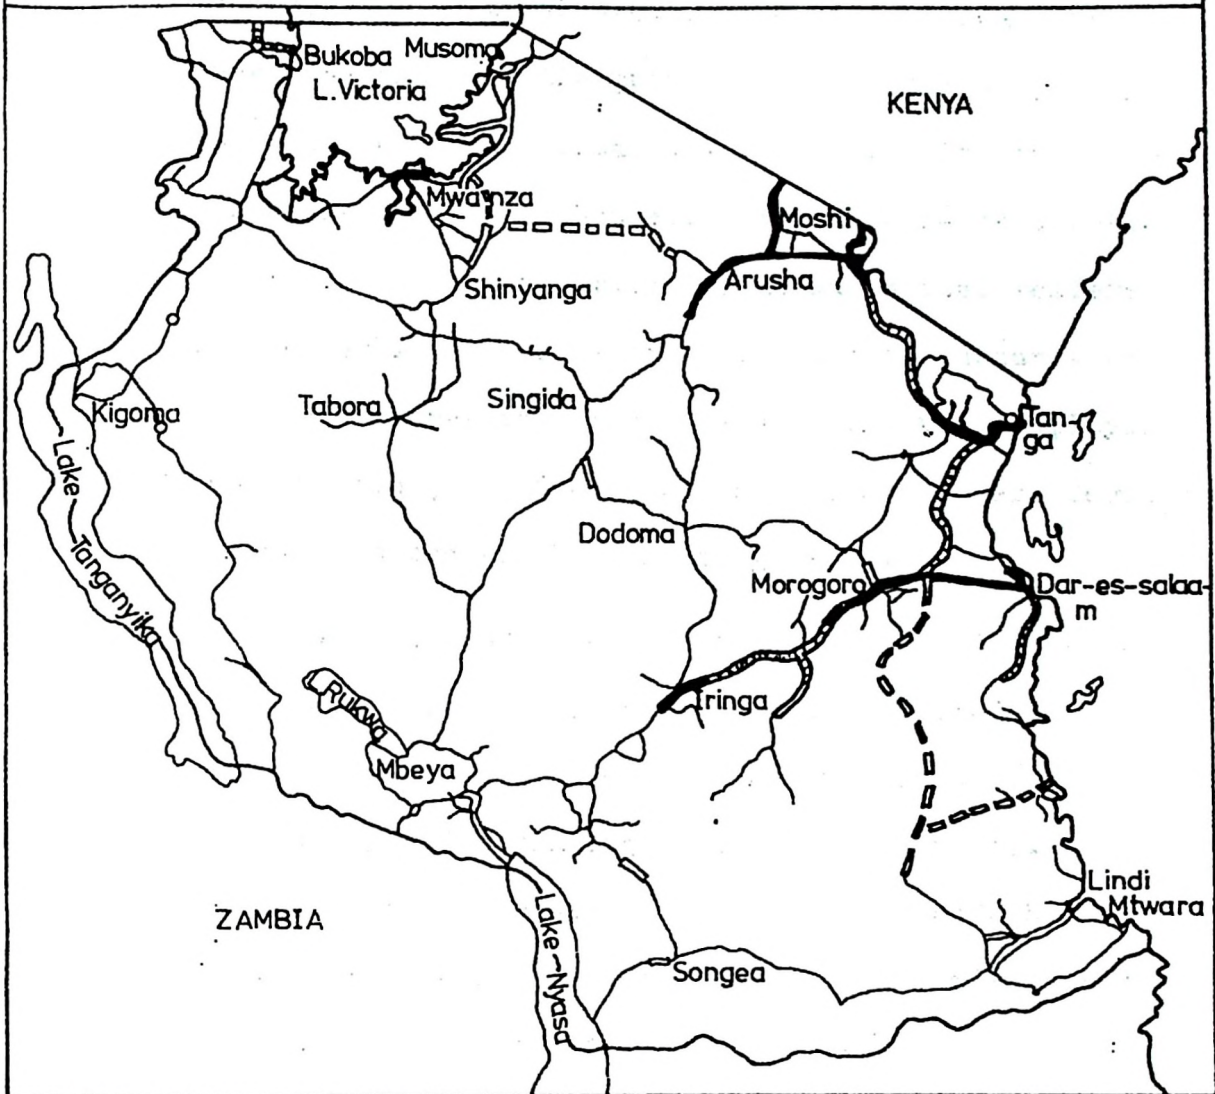 Bukoba
Musoma
L.Victoria
KENYA
Mwanza
Moshi
Shinyanga
Arusha
Kigoma
Tabora
Singida
Tan-
ga
Lake
Tanganyika
Dodoma
Morogoro
Dar-es-salaa-
m
L Rukwa
Iringa
Mbeya
ZAMBIA
Lake
Nyasa
Lindi
Mtwara
Songea